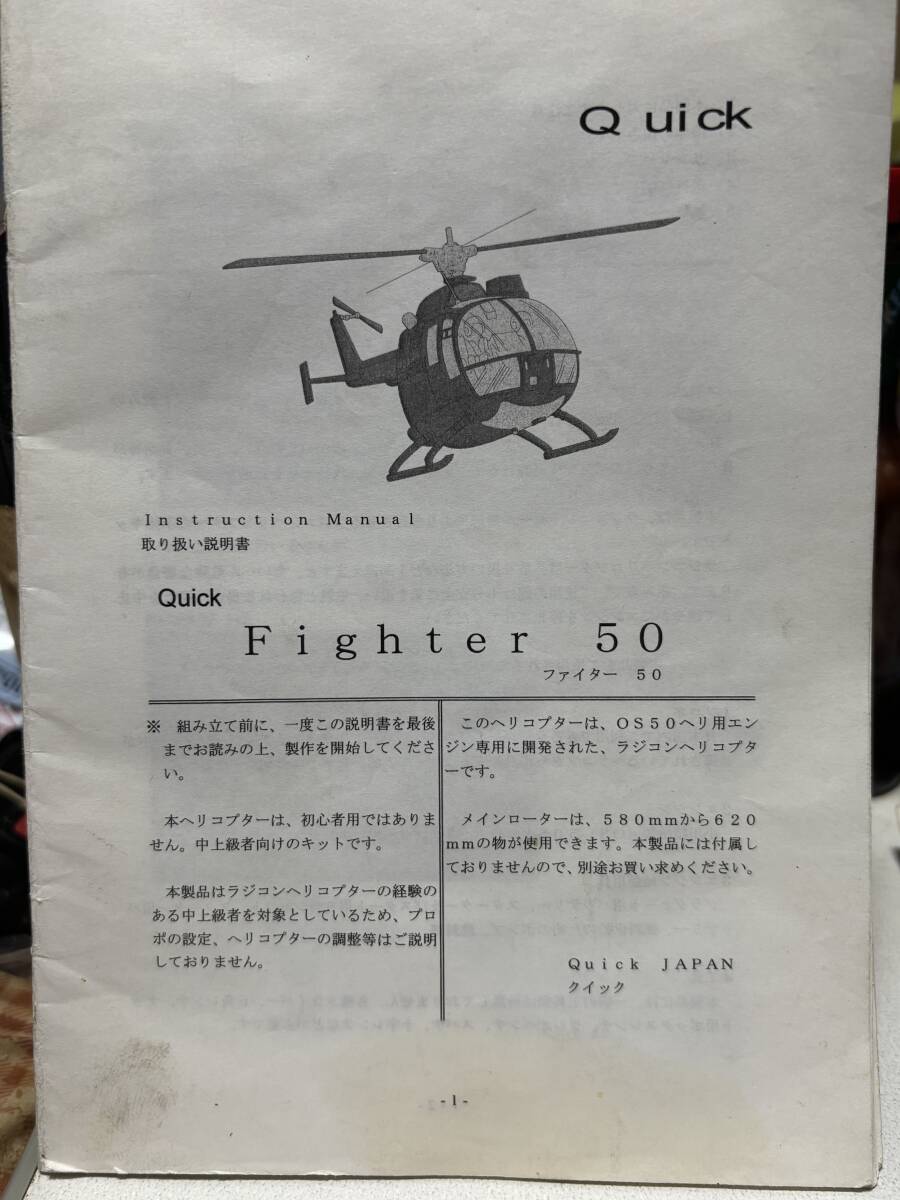 Quick
Instruction Manual
取り扱い説明書
Quick
Fighter 50
ファイター 50
※ 組み立て前に、一度この説明書を最後
までお読みの上、製作を開始してくださ
い。
本ヘリコプターは、初心者用ではありま
せん。中上級者向けのキットです。
本製品はラジコンヘリコプターの経験の
ある中上級者を対象としているため、プロ
ポの設定、ヘリコプターの調整等はご説明
しておりません。
このヘリコプターは、OS50ヘリ用エン
ジン専用に開発された、ラジコンヘリコプタ
ーです。
メインローターは、580mmから620
mmの物が使用できます。本製品には付属し
ておりませんので、別途お買い求めください。
Quick JAPAN
クイック
-1-